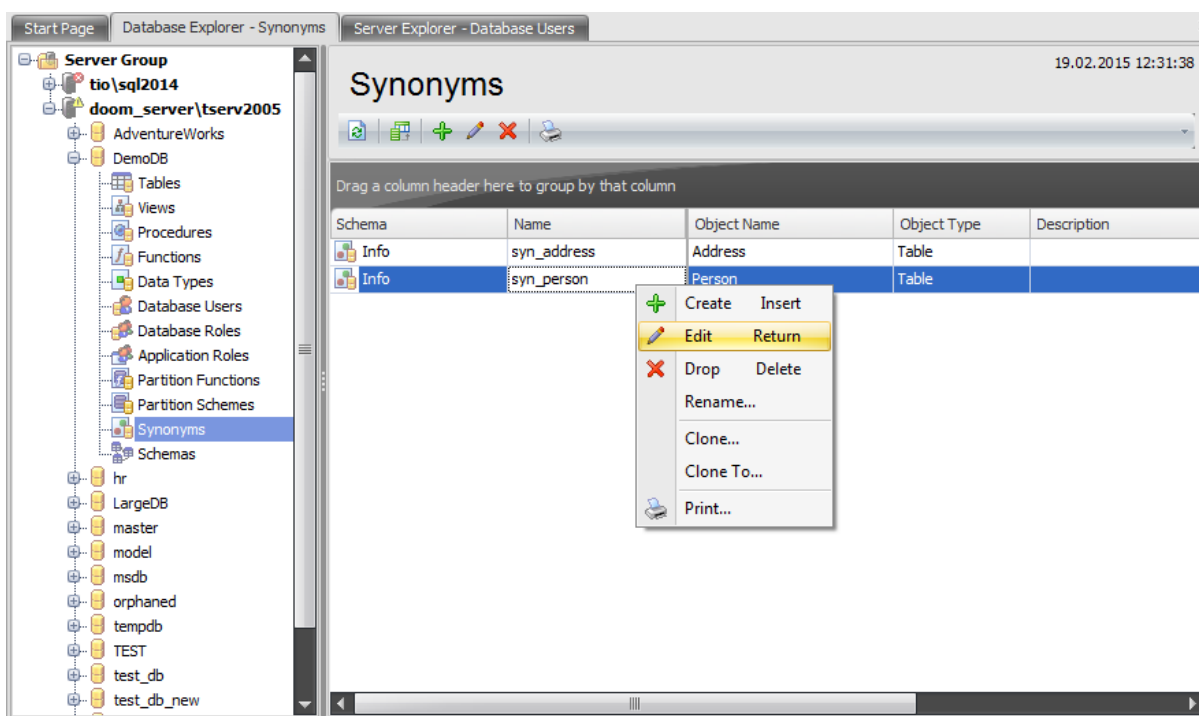 Start Page
Database Explorer - Synonyms
Server Explorer - Database Users
Server Group
tio\sql2014
doom_server\tserv2005
AdventureWorks
DemoDB
Tables
Views
Procedures
Functions
Data Types
Database Users
Database Roles
Application Roles
Partition Functions
Partition Schemes
Synonyms
Schemas
hr
LargeDB
master
model
msdb
orphaned
tempdb
TEST
test_db
test_db_new
19.02.2015 12:31:38
Synonyms
Drag a column header here to group by that column
Schema Name Object Name Object Type Description
Info syn_address Address Table
Info syn_person Person Table
Create Insert
Edit Return
Drop Delete
Rename...
Clone...
Clone To...
Print...